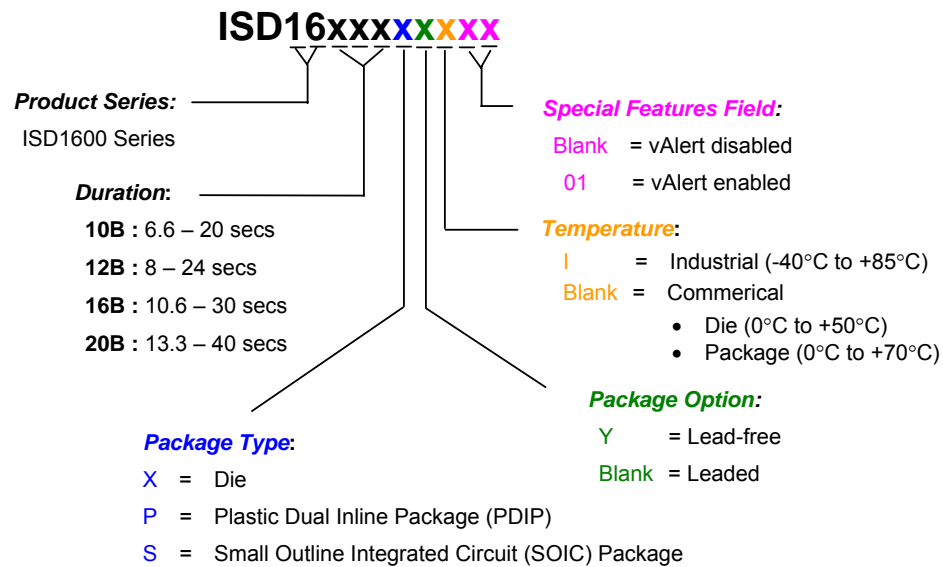 ISD16xxxxxxxx
Product Series:
ISD1600 Series
Duration:
10B : 6.6 – 20 secs
12B : 8 – 24 secs
16B : 10.6 – 30 secs
20B : 13.3 – 40 secs
Special Features Field:
Blank = vAlert disabled
01 = vAlert enabled
Temperature:
I = Industrial (-40°C to +85°C)
Blank = Commerical
• Die (0°C to +50°C)
• Package (0°C to +70°C)
Package Option:
Y = Lead-free
Blank = Leaded
Package Type:
X = Die
P = Plastic Dual Inline Package (PDIP)
S = Small Outline Integrated Circuit (SOIC) Package